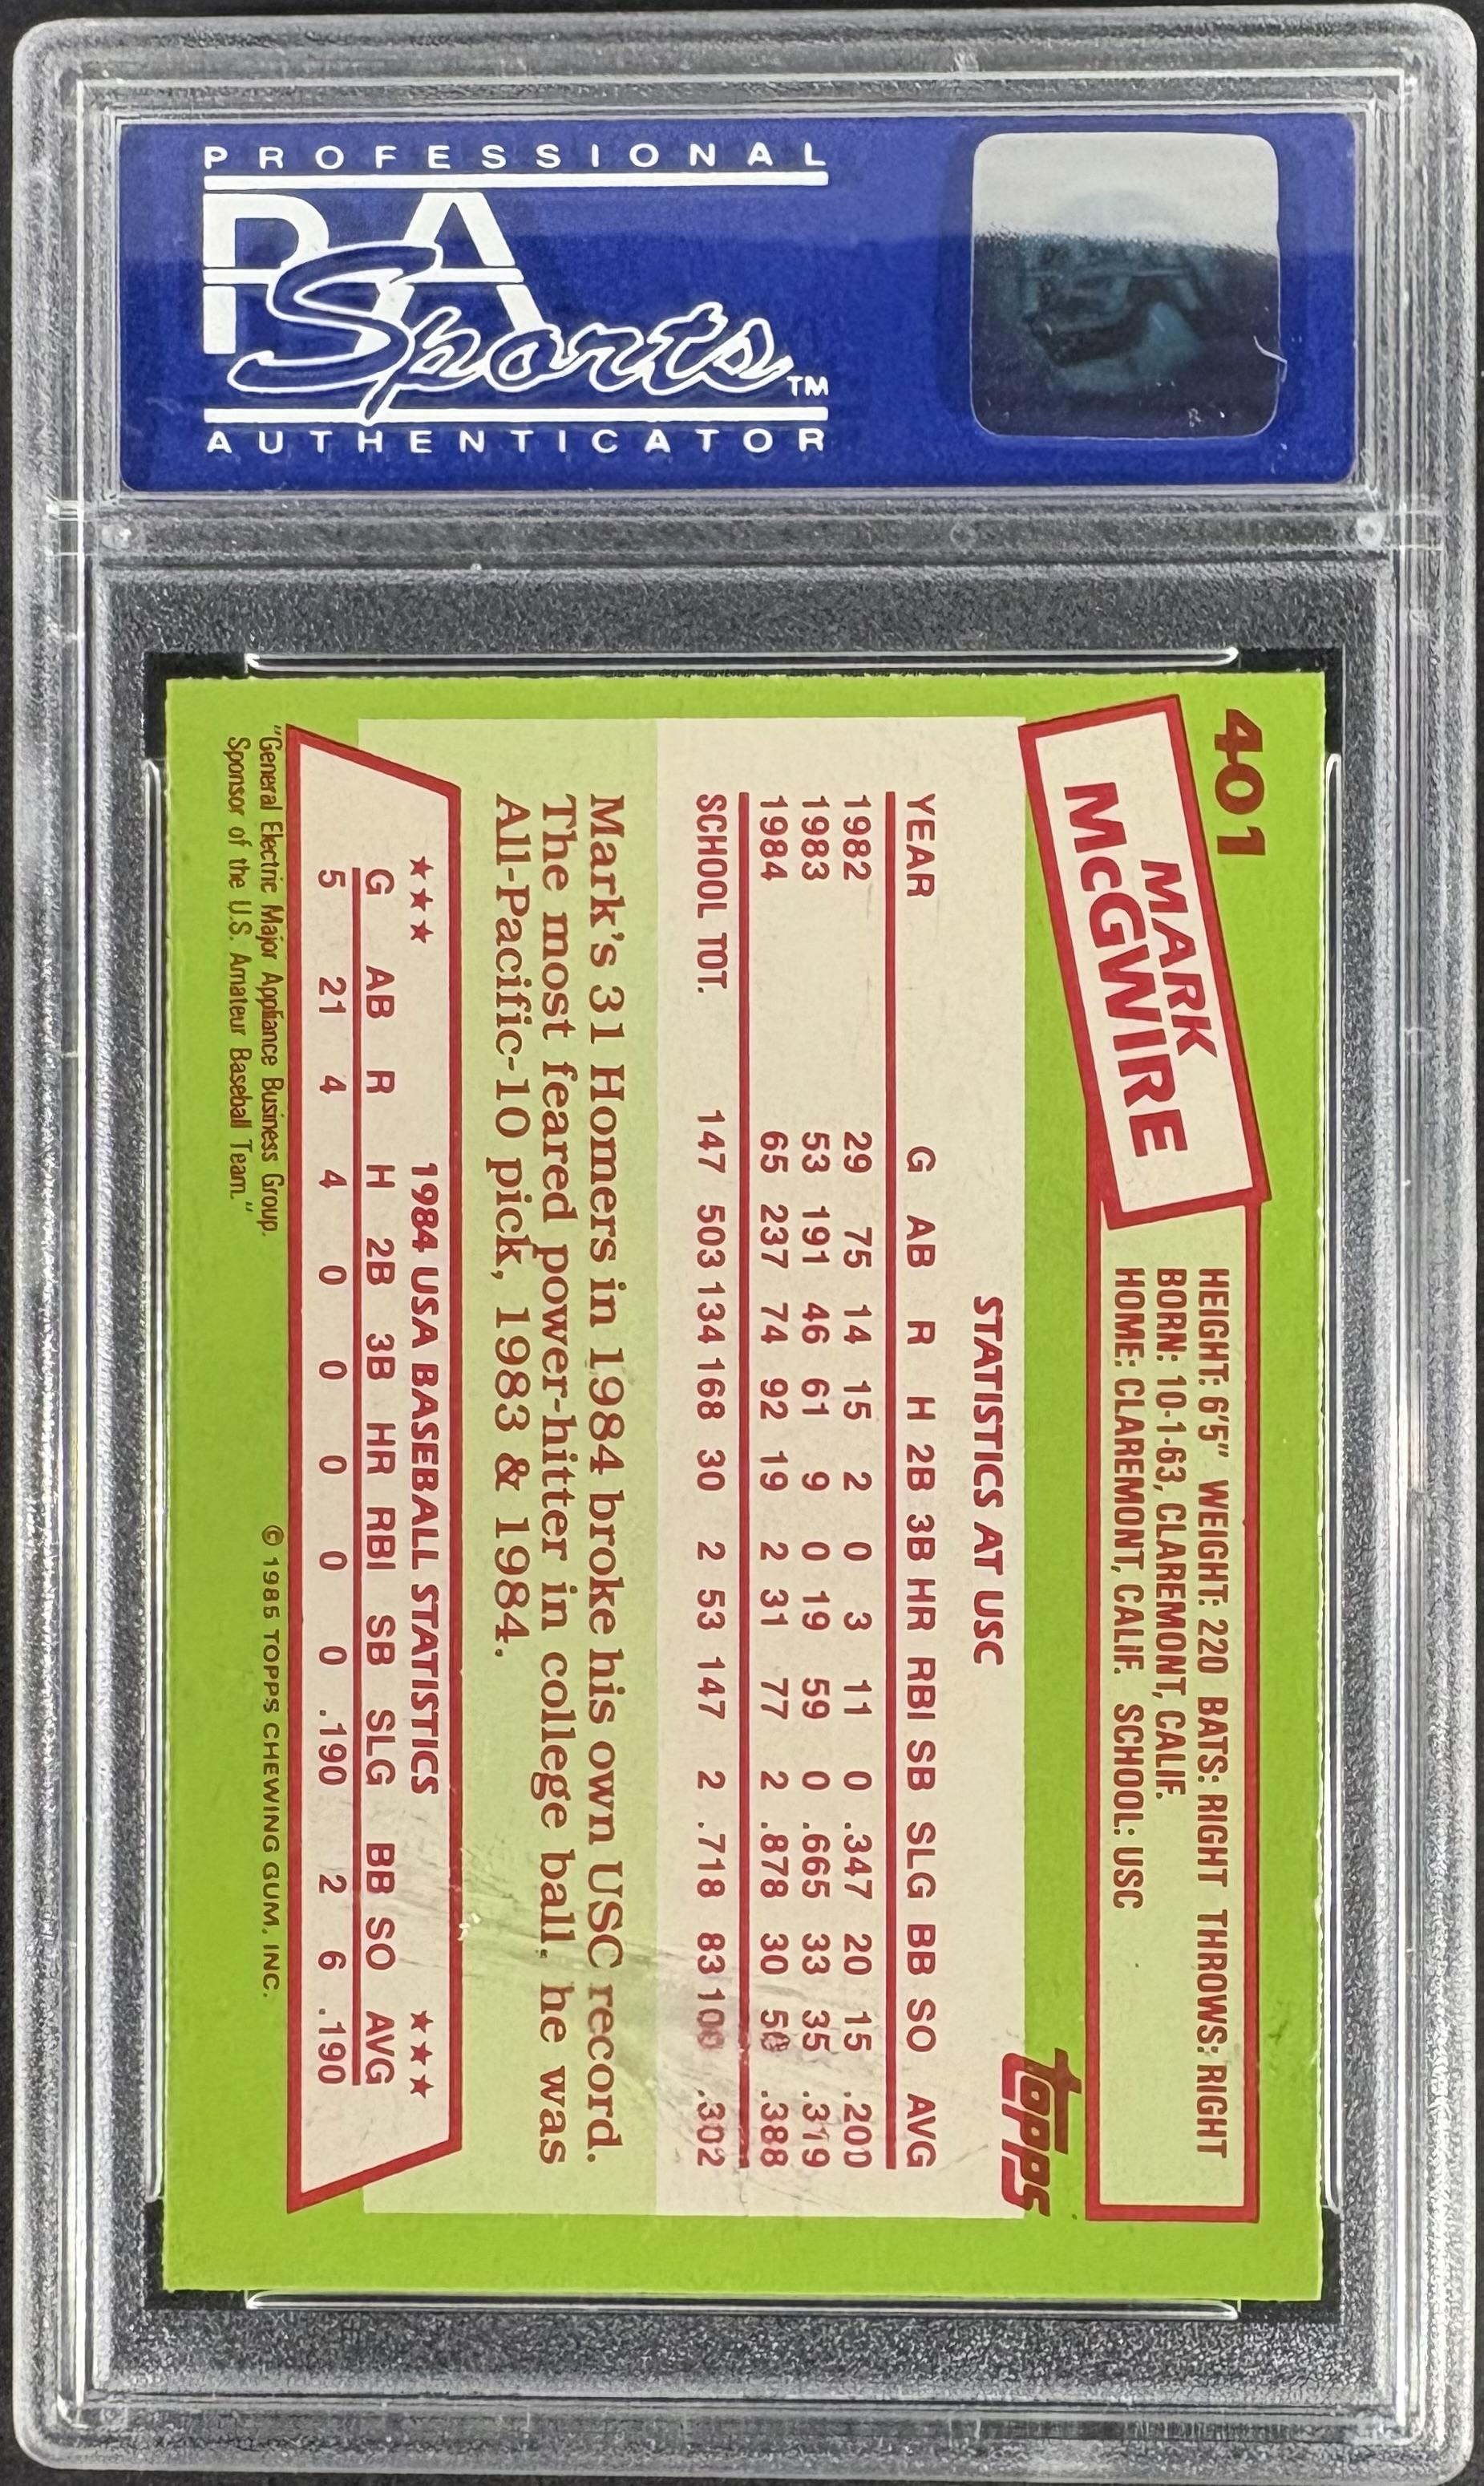 PROFESSIONAL
PSA
Sports™
AUTHENTICATOR
401
MARK
McGWIRE
HEIGHT: 6'5" WEIGHT: 220 BATS: RIGHT THROWS: RIGHT
BORN: 10-1-63, CLAREMONT, CALIF.
HOME: CLAREMONT, CALIF. SCHOOL: USC
topps
STATISTICS AT USC
YEAR G AB R H 2B 3B HR RBI SB SLG BB SO AVG
1982 29 75 14 15 2 0 3 11 0 .347 20 15 .200
1983 53 191 46 61 9 0 19 59 0 .665 33 35 .319
1984 65 237 74 92 19 2 31 77 2 .878 30 50 .388
SCHOOL TOT. 147 503 134 168 30 2 53 147 2 .718 83 100 .302
Mark's 31 Homers in 1984 broke his own USC record.
The most feared power-hitter in college ball, he was
All-Pacific-10 pick, 1983 & 1984.
★★★ 1984 USA BASEBALL STATISTICS ★★★
G AB R H 2B 3B HR RBI SB SLG BB SO AVG
5 21 4 4 0 0 0 0 0 .190 2 6 .190
"General Electric Major Appliance Business Group. © 1985 TOPPS CHEWING GUM, INC.
Sponsor of the U.S. Amateur Baseball Team."